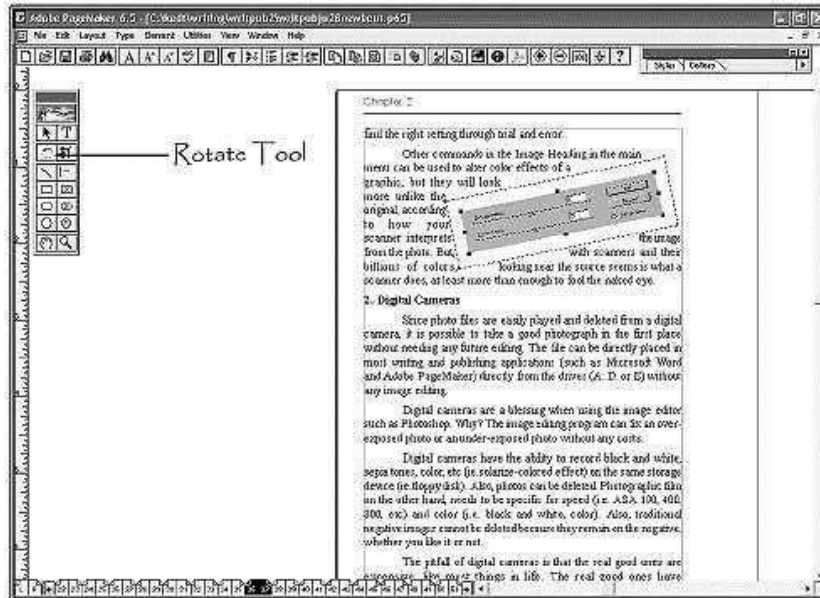 Adobe PageMaker 6.5 - [C:\
File Edit Layout Type Element Utilities View Window Help
Styles Colors
Chapter 2
Rotate Tool
find the right setting through trial and error.
Other commands in the Image Heading in the main
menu can be used to alter color effects of a
graphic, but they will look
more unlike the
original, according
to how your
scanner interprets the image
from the photo. But, with scanners and their
billions of colors, looking near the source seems is what a
scanner does, at least more than enough to fool the naked eye.
2. Digital Cameras
Since photo files are easily played and deleted from a digital
camera, it is possible to take a good photograph in the first place
without needing any future editing. The file can be directly placed in
most writing and publishing applications (such as Microsoft Word
and Adobe PageMaker) directly from the drives (A: D: or E) without
any image editing.
Digital cameras are a blessing when using the image editor
such as Photoshop. Why? The image editing program can fix an over-
exposed photo or an under-exposed photo without any costs.
Digital cameras have the ability to record black and white,
sepia tones, color, etc (ie. solarize-colored effect) on the same storage
device (ie. floppy disk). Also, photos can be deleted. Photographic film
on the other hand, needs to be specific for speed (i.e. ASA 100, 400,
800, etc) and color (i.e. black and white, color). Also, traditional
negative images cannot be deleted because they remain on the negative,
whether you like it or not.
The pitfall of digital cameras is that the real good ones are
expensive, like most things in life. The real good ones have